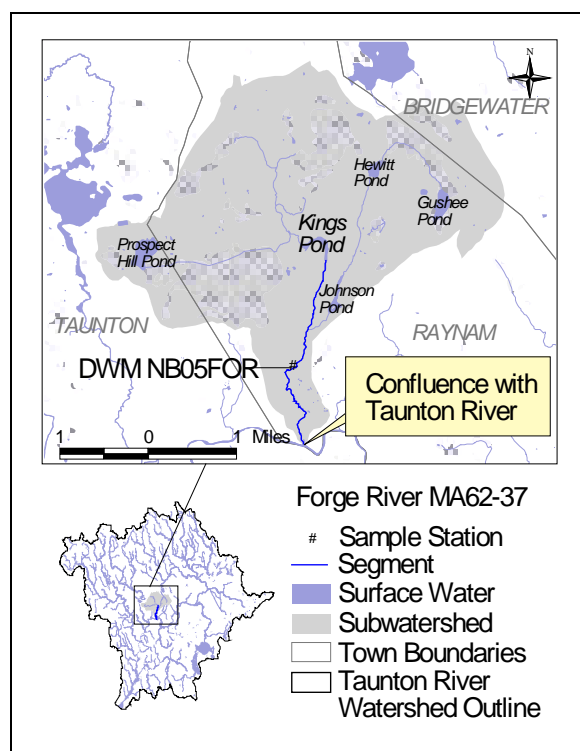 N
BRIDGEWATER
Hewitt
Pond
Gushee
Pond
Kings
Pond
Prospect
Hill Pond
Johnson
Pond
TAUNTON
RAYNAM
DWM NB05FOR
#
Confluence with
Taunton River
1 0 1 Miles
Forge River MA62-37
# Sample Station
Segment
Surface Water
Subwatershed
Town Boundaries
Taunton River
Watershed Outline